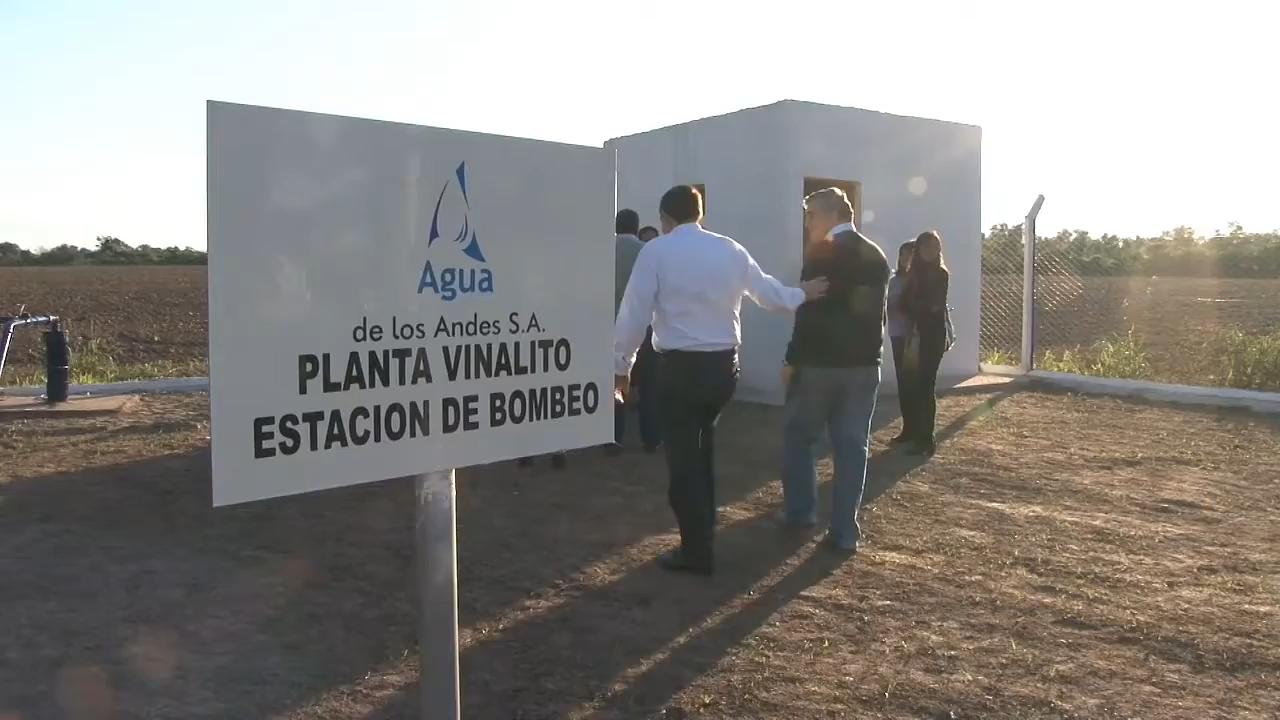 Agua
de los Andes S.A.
PLANTA VINALITO
ESTACION DE BOMBEO